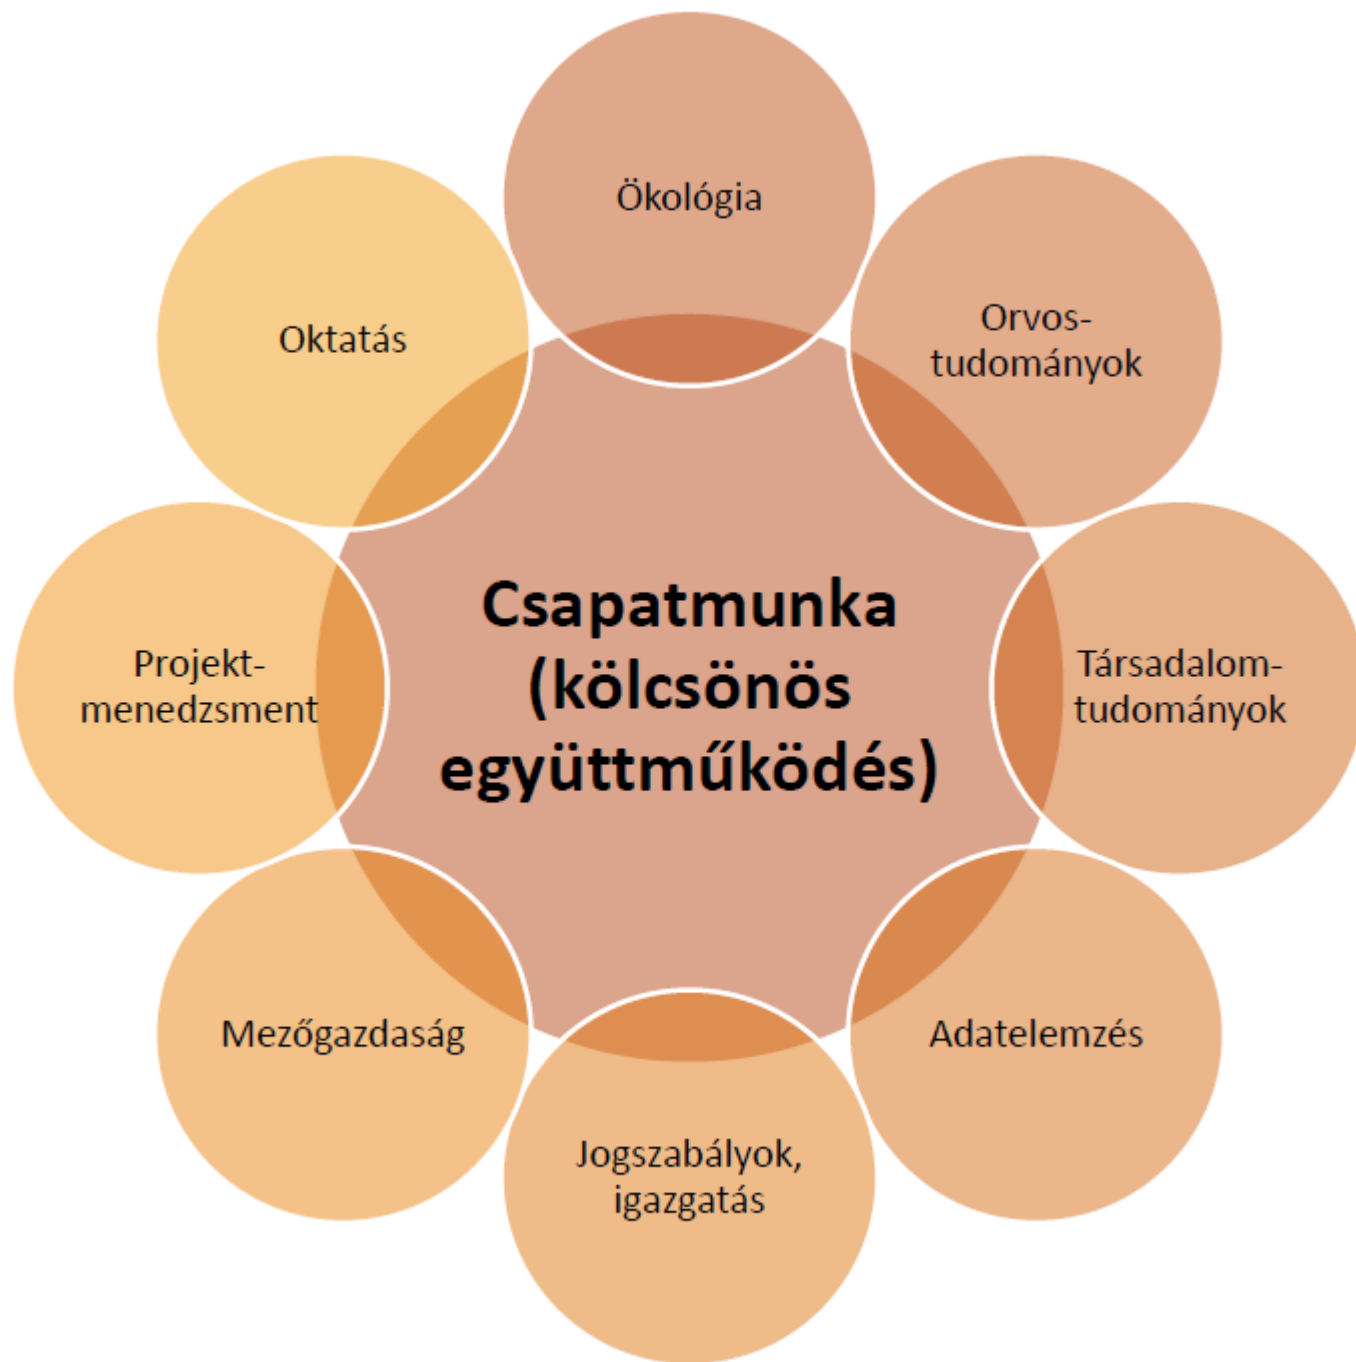 Ökológia
Orvos-
tudományok
Társadalom-
tudományok
Adatelemzés
Jogszabályok,
igazgatás
Mezőgazdaság
Projekt-
menedzsment
Oktatás
Csapatmunka
(kölcsönös
együttműködés)